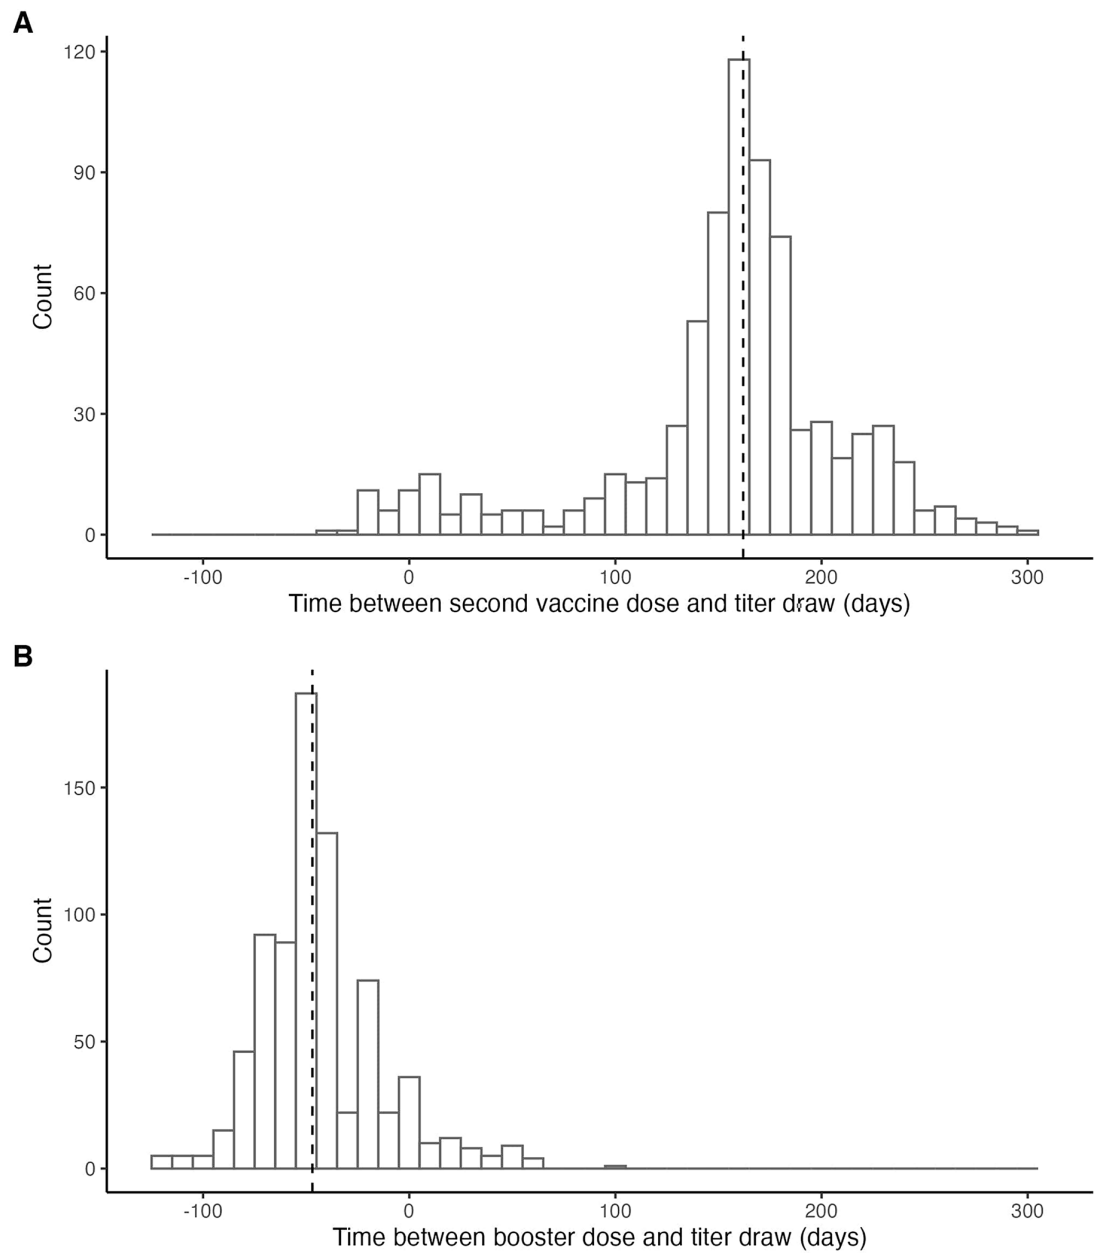 A
120
90
60
30
0
Count
-100 0 100 200 300
Time between second vaccine dose and titer draw (days)
B
150
100
50
0
Count
-100 0 100 200 300
Time between booster dose and titer draw (days)